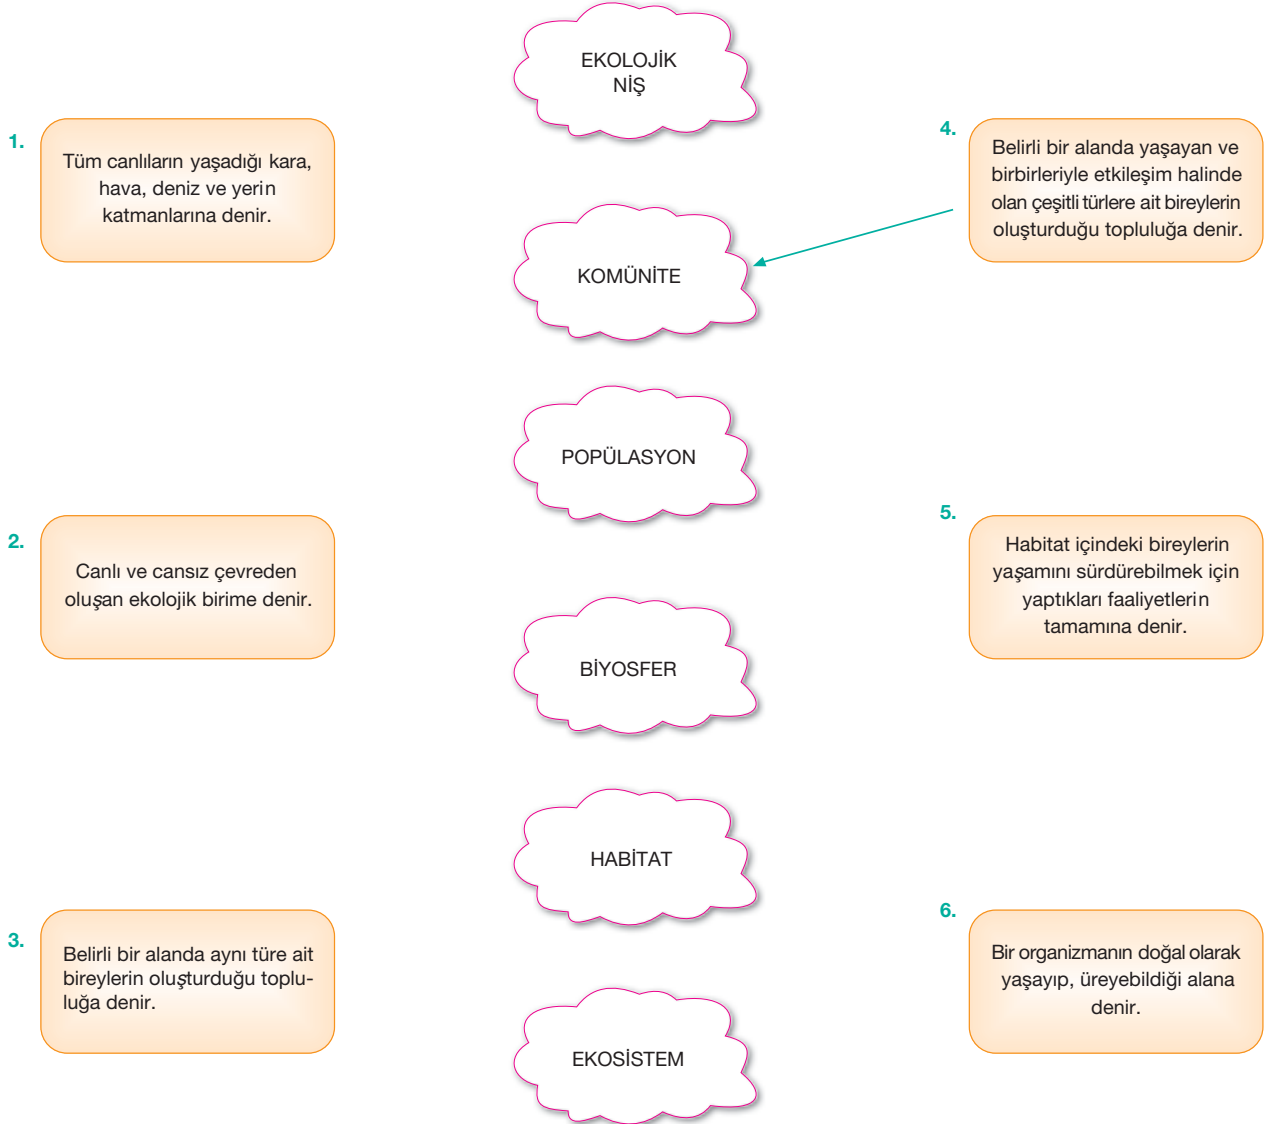 EKOLOJİK
NİŞ
1.
Tüm canlıların yaşadığı kara,
hava, deniz ve yerin
katmanlarına denir.
4.
Belirli bir alanda yaşayan ve
birbirleriyle etkileşim halinde
olan çeşitli türlere ait bireylerin
oluşturduğu topluluğa denir.
KOMÜNİTE
POPÜLASYON
2.
Canlı ve cansız çevreden
oluşan ekolojik birime denir.
5.
Habitat içindeki bireylerin
yaşamını sürdürebilmek için
yaptıkları faaliyetlerin
tamamına denir.
BİYOSFER
HABİTAT
3.
Belirli bir alanda aynı türe ait
bireylerin oluşturduğu toplu-
luğa denir.
6.
Bir organizmanın doğal olarak
yaşayıp, üreyebildiği alana
denir.
EKOSİSTEM